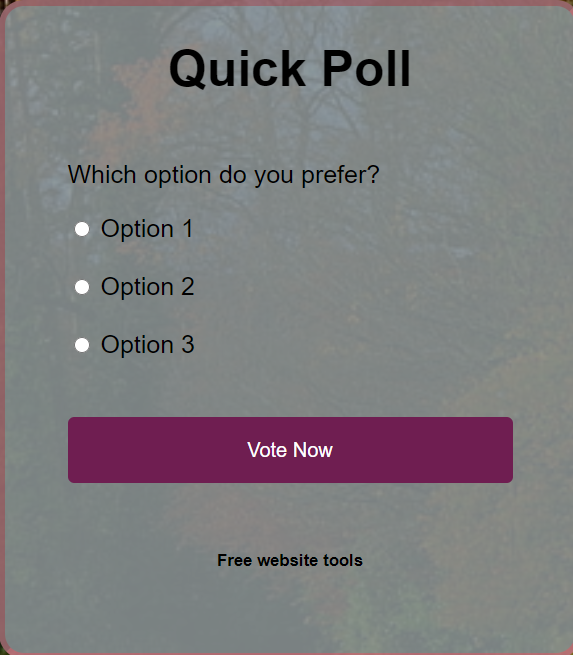 Quick Poll
Which option do you prefer?
Option 1
Option 2
Option 3
Vote Now
Free website tools